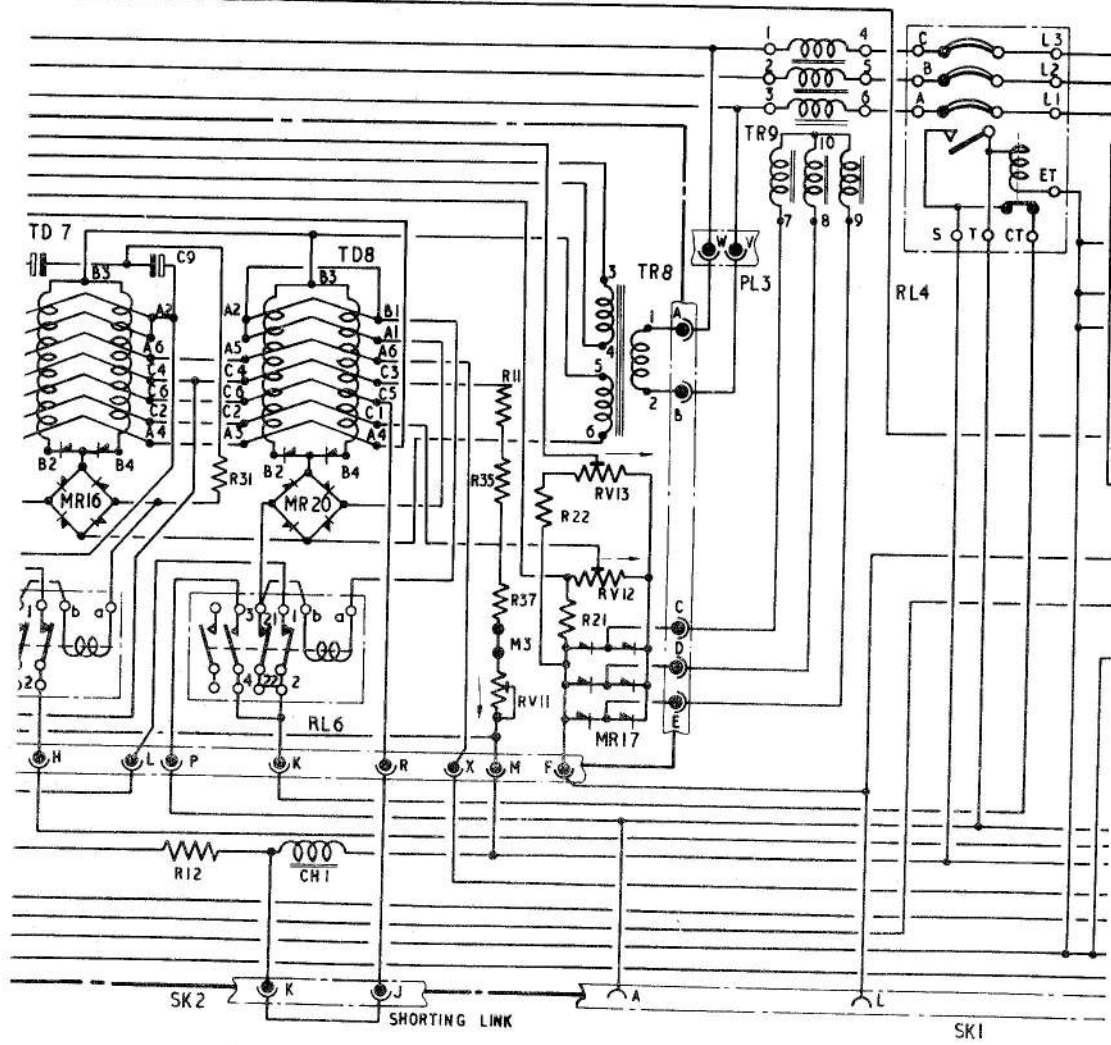 1 4 C L3
2 5 B L2
3 6 A L1
TR9 10
ET
7 8 9 S T CT
TD 7 C9 TD8 W V
B3 B3 3 TR8 PL3 RL4
A2 A2 B1 1 A
A6 A5 A1
C4 C4 A6 4
C6 C6 C3 R11 5
C2 C2 C5 2 B
A4 A3 C1
A4 6
B2 B4 R31 B2 B4
MR16 MR20 R35 RV13
R22
RV12
1 b a 3 21 1 b a R37 R21 C
M3 D
2 4 22 2 RV11 E
RL6 MR17
H L P K R X M F
R12 CH1
SK2 K J A L
SHORTING LINK
SK1